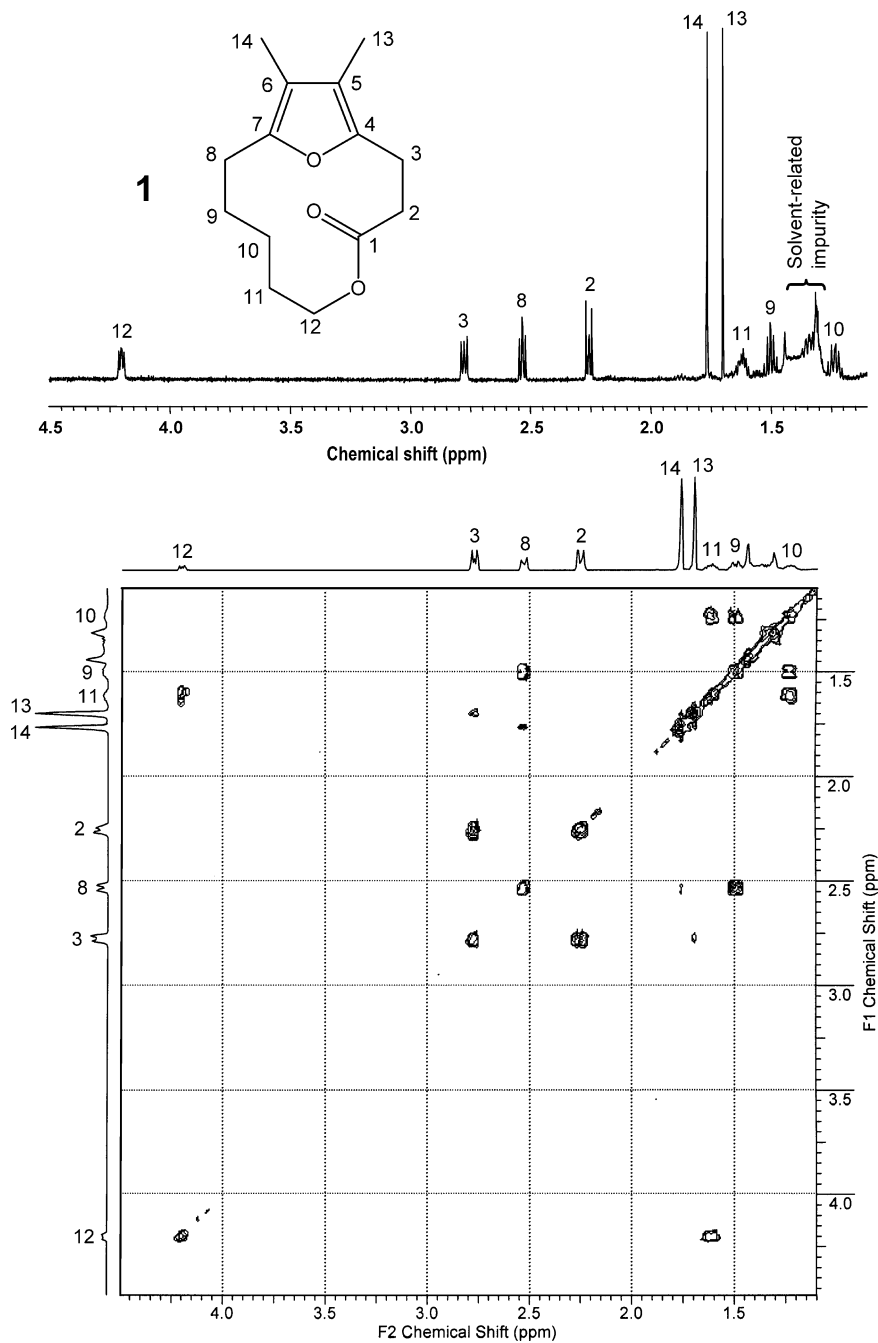 14 13
14 13
6 5
7 4
8 O 3
1
O
9 2
10 1
11 O
12
Solvent-related
impurity
12 3 8 2 11 9 10
4.5 4.0 3.5 3.0 2.5 2.0 1.5
Chemical shift (ppm)
14 13
12 3 8 2 11 9 10
10
9
11
13
14
2
8
3
12
1.5
2.0
2.5
3.0
3.5
4.0
F1 Chemical Shift (ppm)
4.0 3.5 3.0 2.5 2.0 1.5
F2 Chemical Shift (ppm)